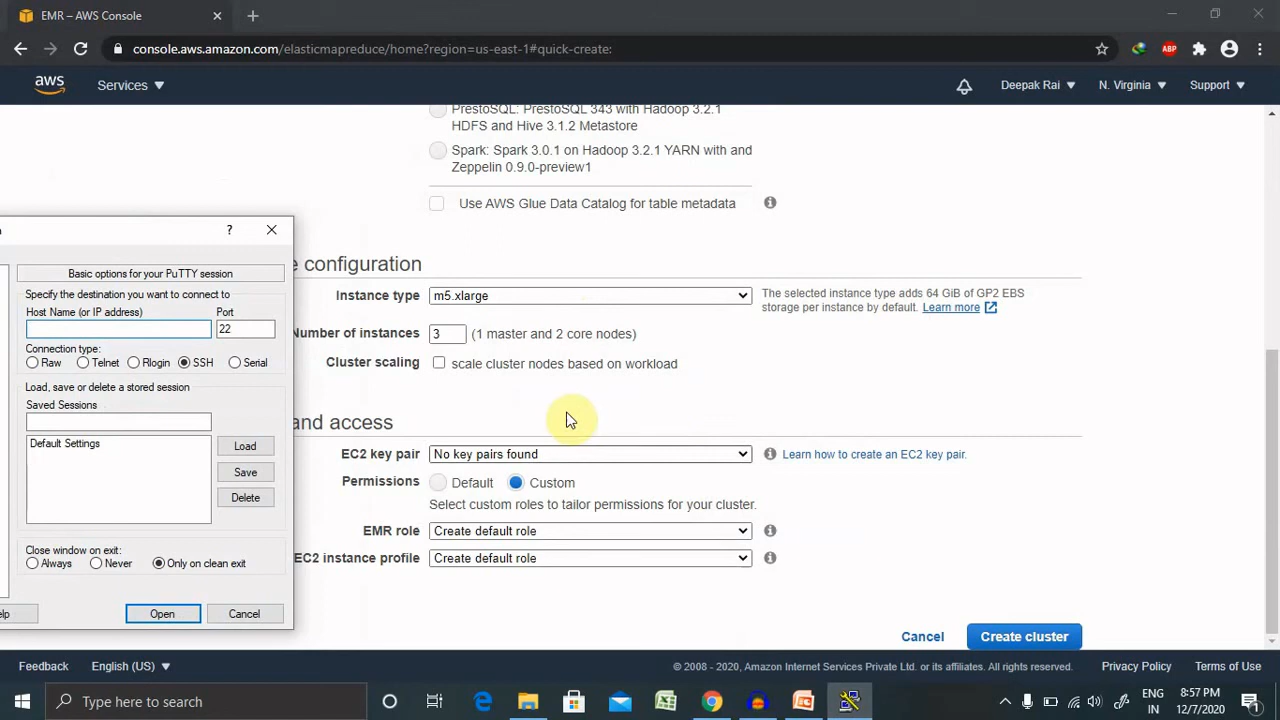 EMR – AWS Console
console.aws.amazon.com/elasticmapreduce/home?region=us-east-1#quick-create:
ABP
aws
Services
Deepak Rai
N. Virginia
Support
PrestoSQL: PrestoSQL 343 with Hadoop 3.2.1
HDFS and Hive 3.1.2 Metastore
Spark: Spark 3.0.1 on Hadoop 3.2.1 YARN with and
Zeppelin 0.9.0-preview1
Use AWS Glue Data Catalog for table metadata
?
Basic options for your PuTTY session
Specify the destination you want to connect to
Host Name (or IP address)
Port
22
Connection type:
Raw
Telnet
Rlogin
SSH
Serial
Load, save or delete a stored session
Saved Sessions
Default Settings
Load
Save
Delete
Close window on exit:
Always
Never
Only on clean exit
elp
Open
Cancel
e configuration
Instance type
m5.xlarge
The selected instance type adds 64 GiB of GP2 EBS
storage per instance by default. Learn more
Number of instances
3
(1 master and 2 core nodes)
Cluster scaling
scale cluster nodes based on workload
and access
EC2 key pair
No key pairs found
Learn how to create an EC2 key pair.
Permissions
Default
Custom
Select custom roles to tailor permissions for your cluster.
EMR role
Create default role
EC2 instance profile
Create default role
Cancel
Create cluster
Feedback
English (US)
© 2008 - 2020, Amazon Internet Services Private Ltd. or its affiliates. All rights reserved.
Privacy Policy
Terms of Use
Type here to search
ENG
IN
8:57 PM
12/7/2020
1